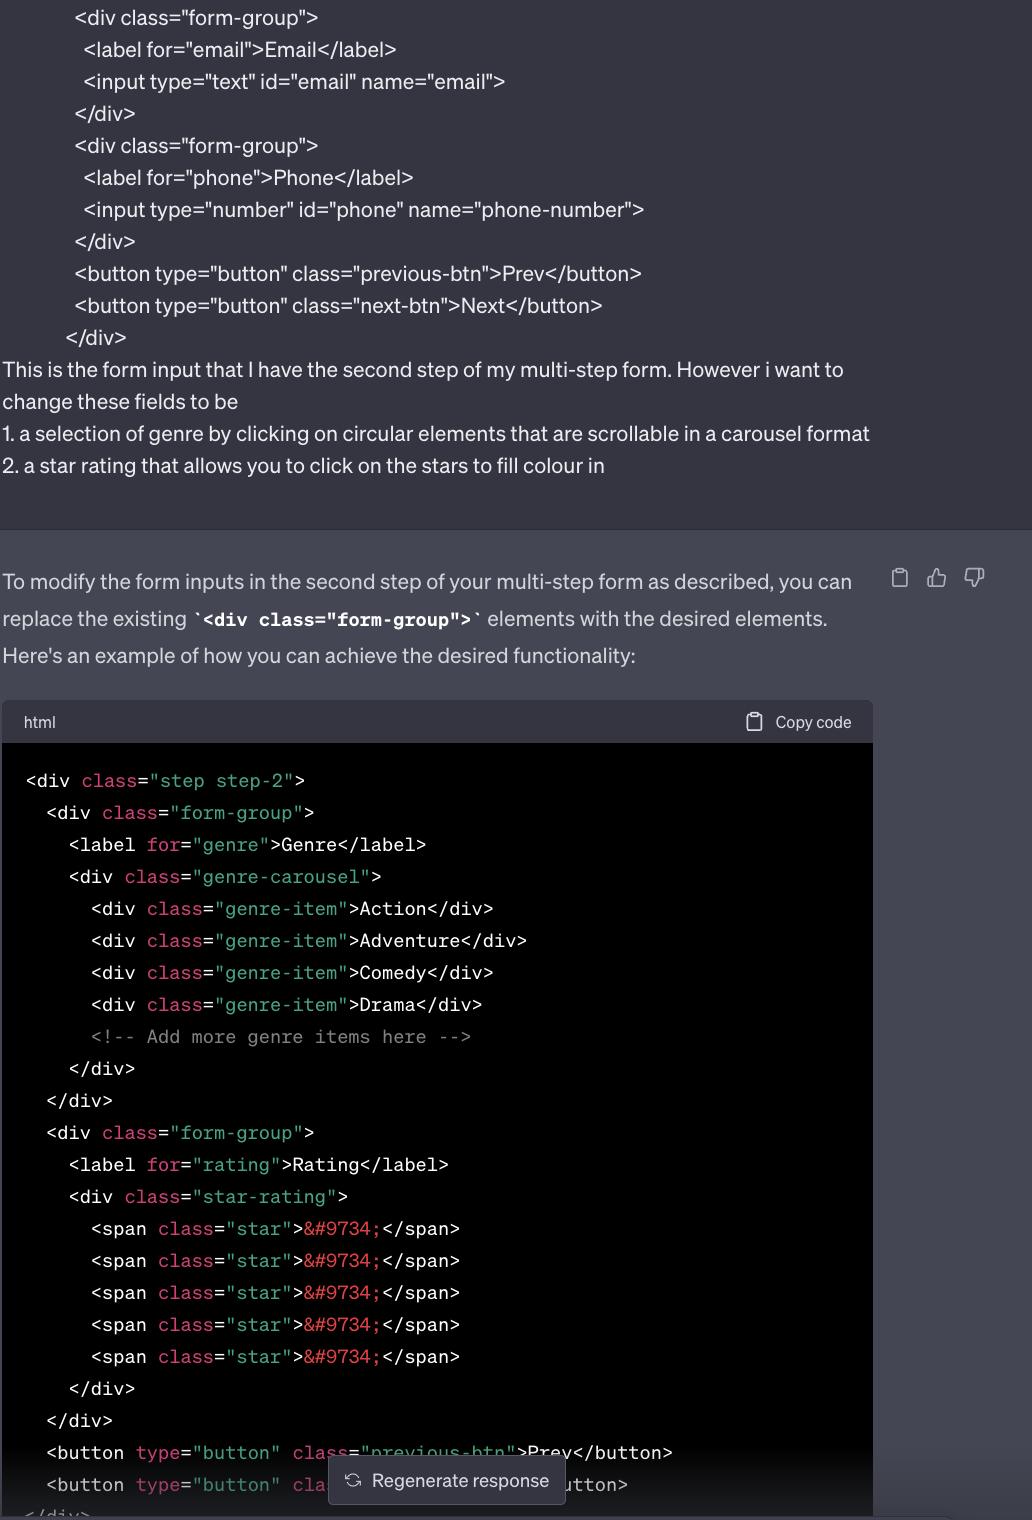 <div class="form-group">
<label for="email">Email</label>
<input type="text" id="email" name="email">
</div>
<div class="form-group">
<label for="phone">Phone</label>
<input type="number" id="phone" name="phone-number">
</div>
<button type="button" class="previous-btn">Prev</button>
<button type="button" class="next-btn">Next</button>
</div>
This is the form input that I have the second step of my multi-step form. However i want to
change these fields to be
1. a selection of genre by clicking on circular elements that are scrollable in a carousel format
2. a star rating that allows you to click on the stars to fill colour in
To modify the form inputs in the second step of your multi-step form as described, you can
replace the existing `<div class="form-group">` elements with the desired elements.
Here's an example of how you can achieve the desired functionality:
html
Copy code
<div class="step step-2">
<div class="form-group">
<label for="genre">Genre</label>
<div class="genre-carousel">
<div class="genre-item">Action</div>
<div class="genre-item">Adventure</div>
<div class="genre-item">Comedy</div>
<div class="genre-item">Drama</div>
<!-- Add more genre items here -->
</div>
</div>
<div class="form-group">
<label for="rating">Rating</label>
<div class="star-rating">
<span class="star">&#9734;</span>
<span class="star">&#9734;</span>
<span class="star">&#9734;</span>
<span class="star">&#9734;</span>
<span class="star">&#9734;</span>
</div>
</div>
<button type="button" class="previous-btn">Prev</button>
<button type="button" cla
Regenerate response
utton>
</div>